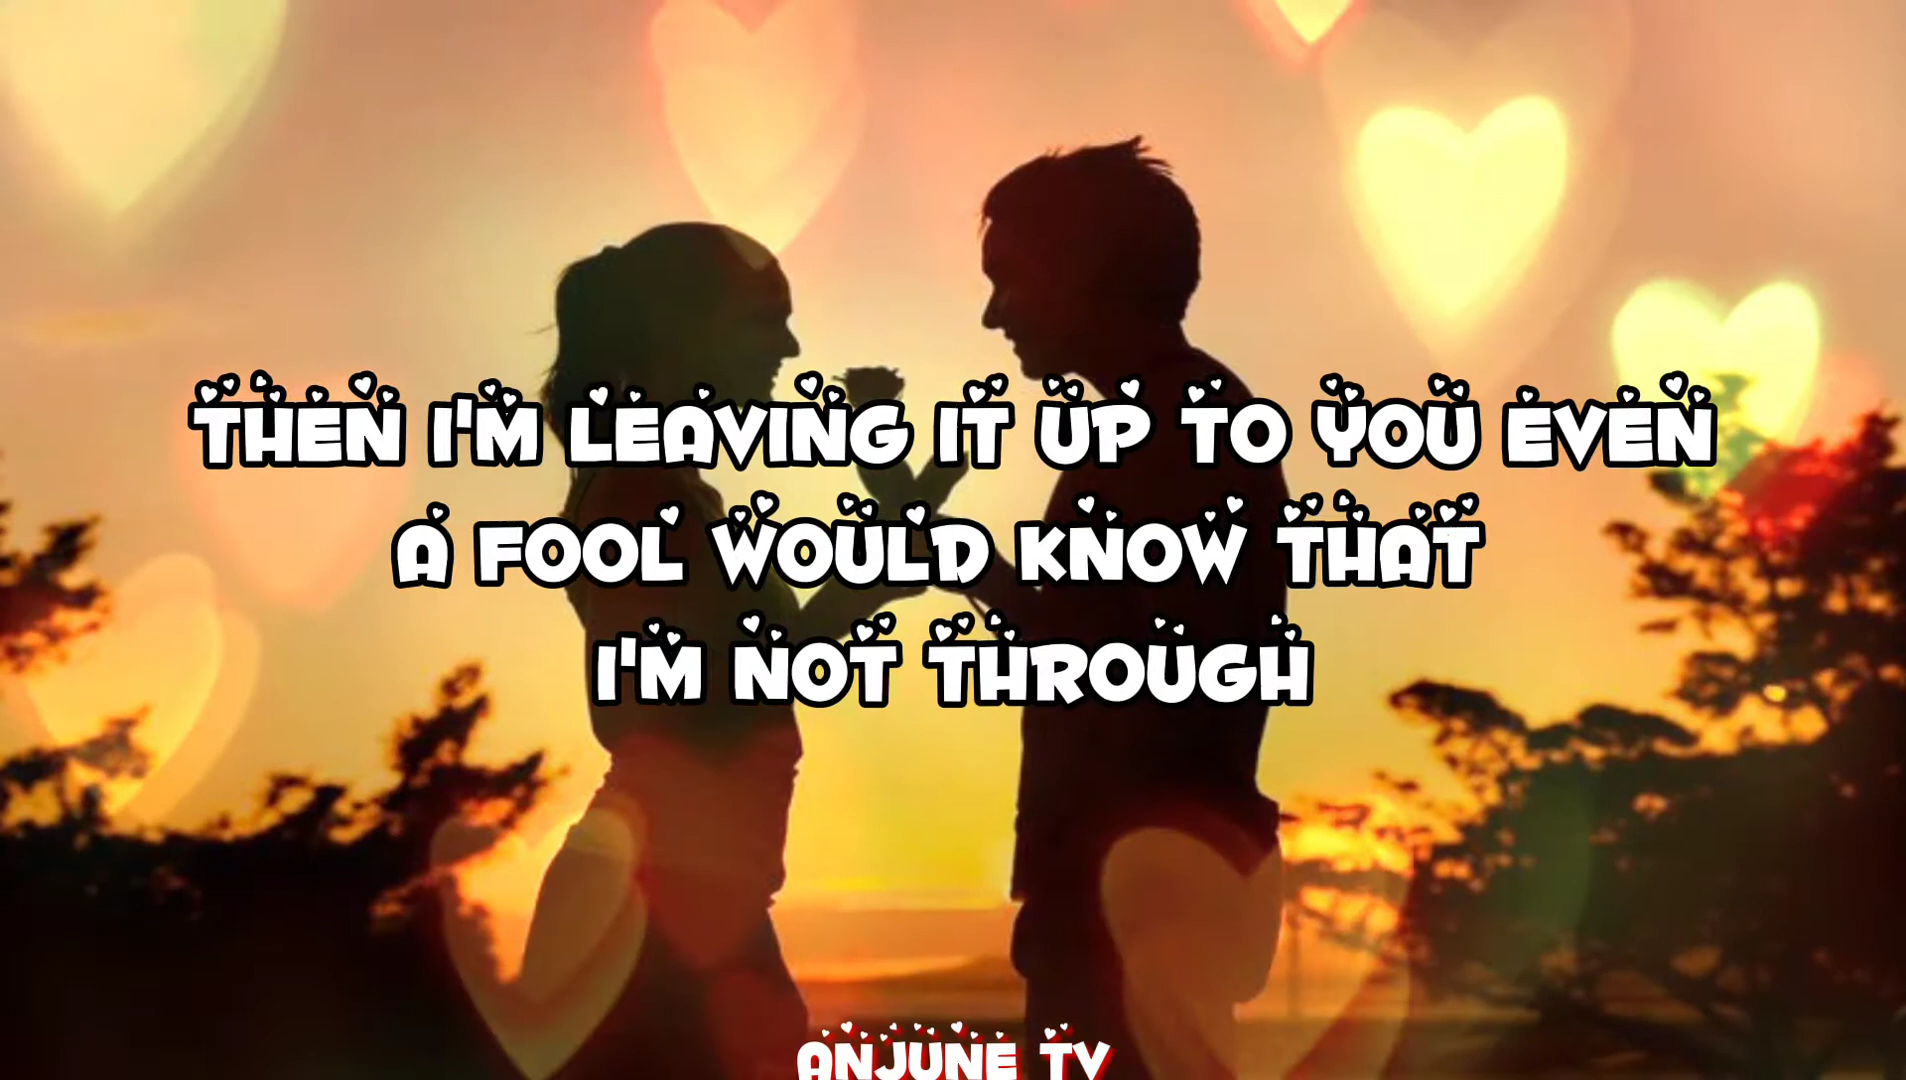 THEN I'M LEAVING IT UP TO YOU EVEN
A FOOL WOULD KNOW THAT
I'M NOT THROUGH
ANJUNE TV